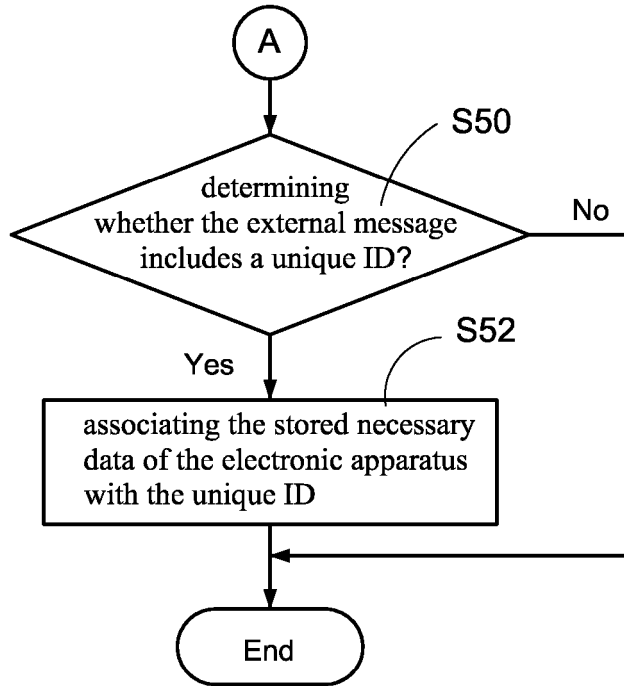 A
S50
determining
whether the external message
includes a unique ID?
No
Yes
S52
associating the stored necessary
data of the electronic apparatus
with the unique ID
End